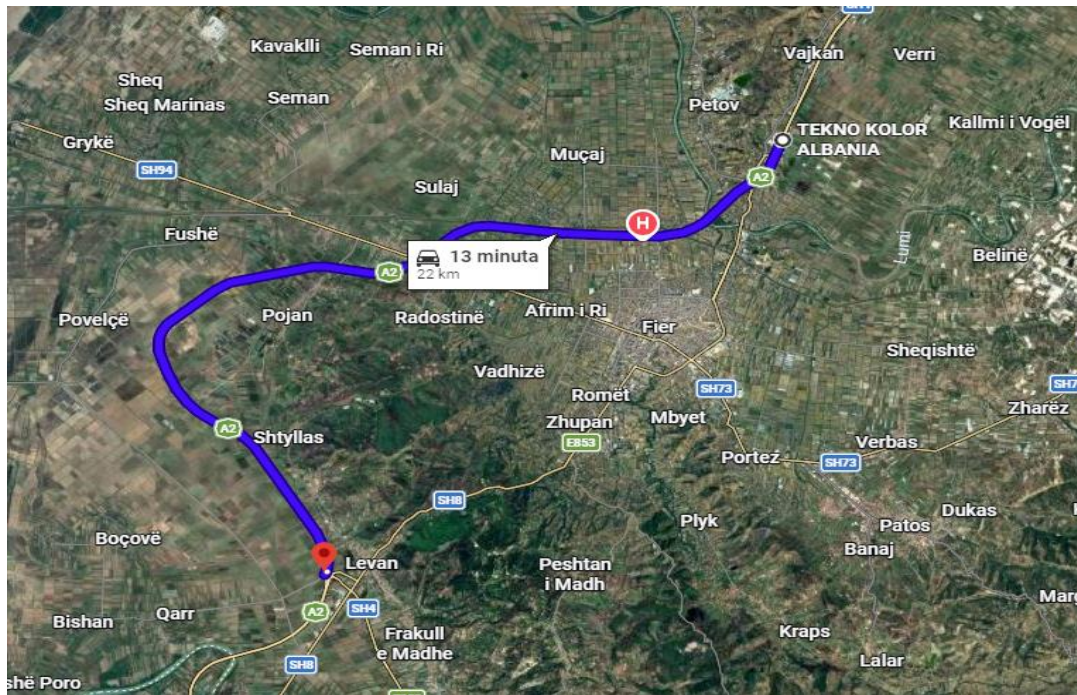 Kavaklli
Seman i Ri
Vajkan
Verri
Sheq
Sheq Marinas
Seman
Petov
Kallmi i Vogël
TEKNO KOLOR
ALBANIA
Grykë
Muçaj
SH94
Sulaj
A2
H
Fushë
Lumi
13 minuta
22 km
Belinë
A2
Povelçë
Pojan
Radostinë
Afrim i Ri
Fier
Sheqishtë
Vadhizë
Romët
SH73
Mbyet
Zhupan
Zharëz
A2
Shtyllas
E853
Verbas
Portez
SH73
SH8
Dukas
Plyk
Patos
Boçovë
Banaj
Levan
Peshtan
i Madh
Bishan
Qarr
A2
SH4
Kraps
Frakull
e Madhe
SH8
Lalar